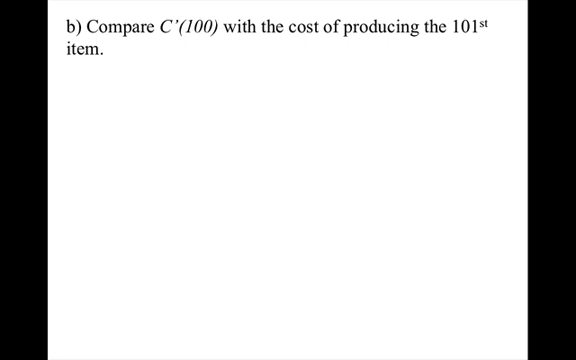 b) Compare C’(100) with the cost of producing the 101st
item.